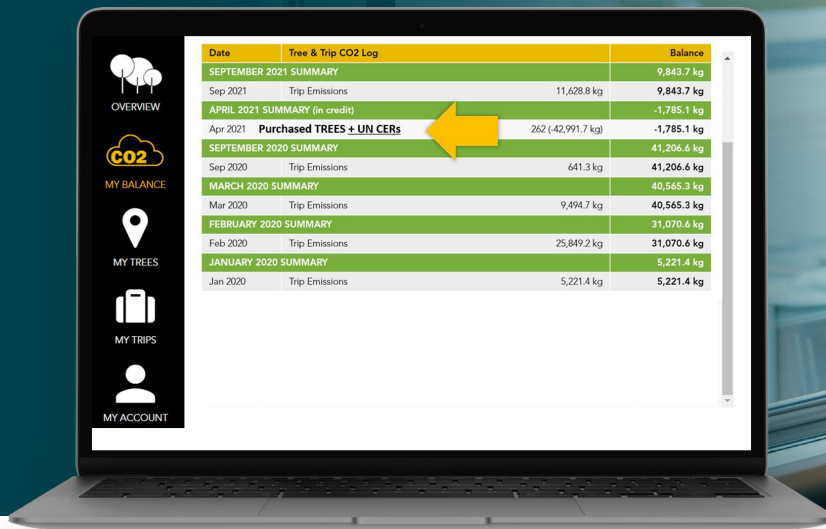 Date Tree & Trip CO2 Log Balance
SEPTEMBER 2021 SUMMARY 9,843.7 kg
Sep 2021 Trip Emissions 11,628.8 kg 9,843.7 kg
APRIL 2021 SUMMARY (in credit) -1,785.1 kg
Apr 2021 Purchased TREES + UN CERs 262 (-42,991.7 kg) -1,785.1 kg
SEPTEMBER 2020 SUMMARY 41,206.6 kg
Sep 2020 Trip Emissions 641.3 kg 41,206.6 kg
MARCH 2020 SUMMARY 40,565.3 kg
Mar 2020 Trip Emissions 9,494.7 kg 40,565.3 kg
FEBRUARY 2020 SUMMARY 31,070.6 kg
Feb 2020 Trip Emissions 25,849.2 kg 31,070.6 kg
JANUARY 2020 SUMMARY 5,221.4 kg
Jan 2020 Trip Emissions 5,221.4 kg 5,221.4 kg
OVERVIEW
CO2
MY BALANCE
MY TREES
MY TRIPS
MY ACCOUNT